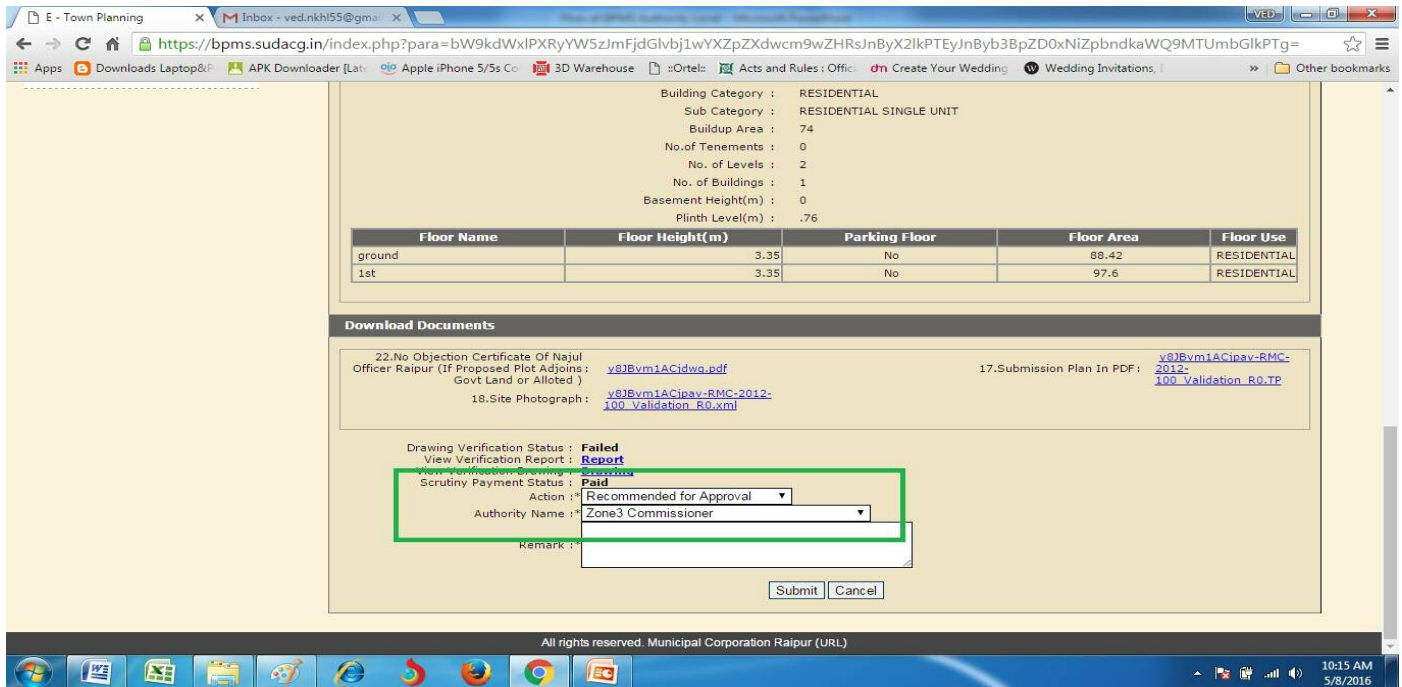 E - Town Planning
Inbox - ved.nkhl55@gmai
VED
https://bpms.sudacg.in/index.php?para=bW9kdWxlPXRyYW5zJmFjdGlvbj1wYXZpZXdwcm9wZHRsJnByX2lkPTEyJnByb3BpZD0xNiZpbndkaWQ9MTUmbGlkPTg=
Apps Downloads Laptop&P APK Downloader [Late Apple iPhone 5/5s Co 3D Warehouse ::Ortel:: Acts and Rules : Offici Create Your Wedding Wedding Invitations, » Other bookmarks
Building Category : RESIDENTIAL
Sub Category : RESIDENTIAL SINGLE UNIT
Buildup Area : 74
No.of Tenements : 0
No. of Levels : 2
No. of Buildings : 1
Basement Height(m) : 0
Plinth Level(m) : .76
Floor Name Floor Height(m) Parking Floor Floor Area Floor Use
ground 3.35 No 88.42 RESIDENTIAL
1st 3.35 No 97.6 RESIDENTIAL
Download Documents
22.No Objection Certificate Of Najul
Officer Raipur (If Proposed Plot Adjoins :
Govt Land or Alloted )
y8JBvm1ACjdwg.pdf
17.Submission Plan In PDF :
y8JBvm1ACjpav-RMC-
2012-
100_Validation_R0.TP
18.Site Photograph :
y8JBvm1ACjpav-RMC-2012-
100_Validation_R0.xml
Drawing Verification Status : Failed
View Verification Report : Report
View Verification Drawing : Drawing
Scrutiny Payment Status : Paid
Action :* Recommended for Approval
Authority Name :* Zone3 Commissioner
Remark :*
Submit Cancel
All rights reserved. Municipal Corporation Raipur (URL)
10:15 AM
5/8/2016